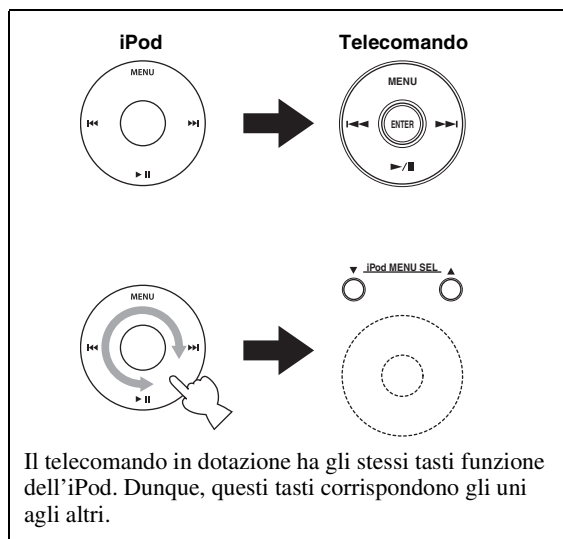 iPod Telecomando
MENU MENU
ENTER
iPod MENU SEL
MENU
Il telecomando in dotazione ha gli stessi tasti funzione
dell'iPod. Dunque, questi tasti corrispondono gli uni
agli altri.